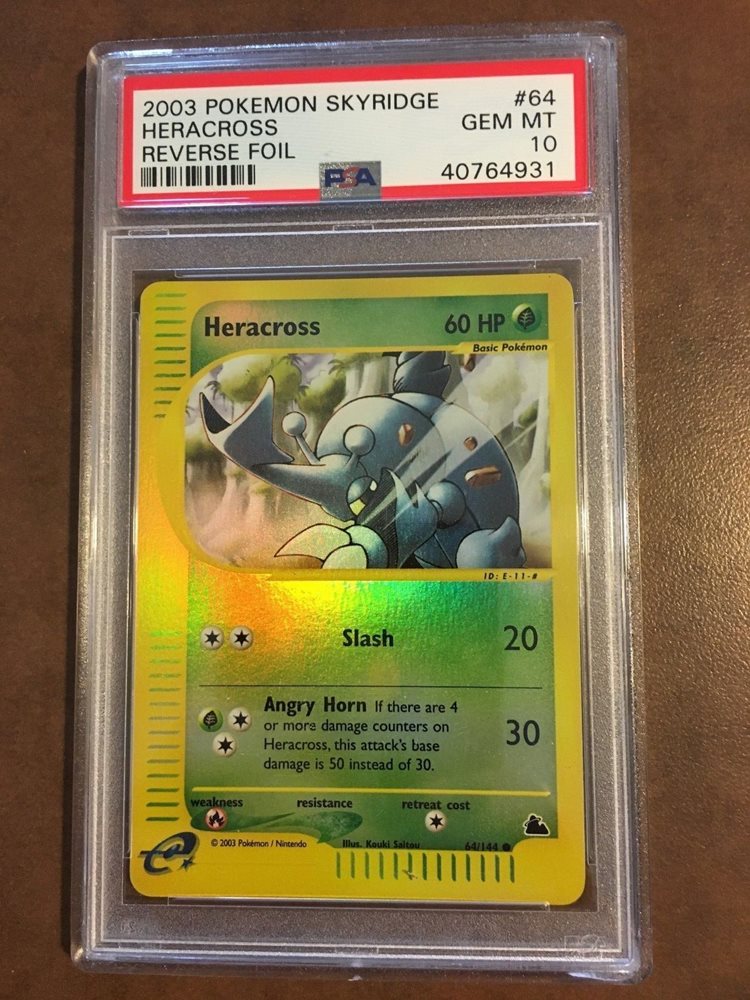 2003 POKEMON SKYRIDGE #64
HERACROSS GEM MT
REVERSE FOIL 10
PSA 40764931
Heracross 60 HP
Basic Pokémon
ID: E-11-#
Slash 20
Angry Horn If there are 4
or more damage counters on
Heracross, this attack's base
damage is 50 instead of 30.
30
weakness resistance retreat cost
© 2003 Pokémon / Nintendo Illus. Kouki Saitou 64/144 ●
e